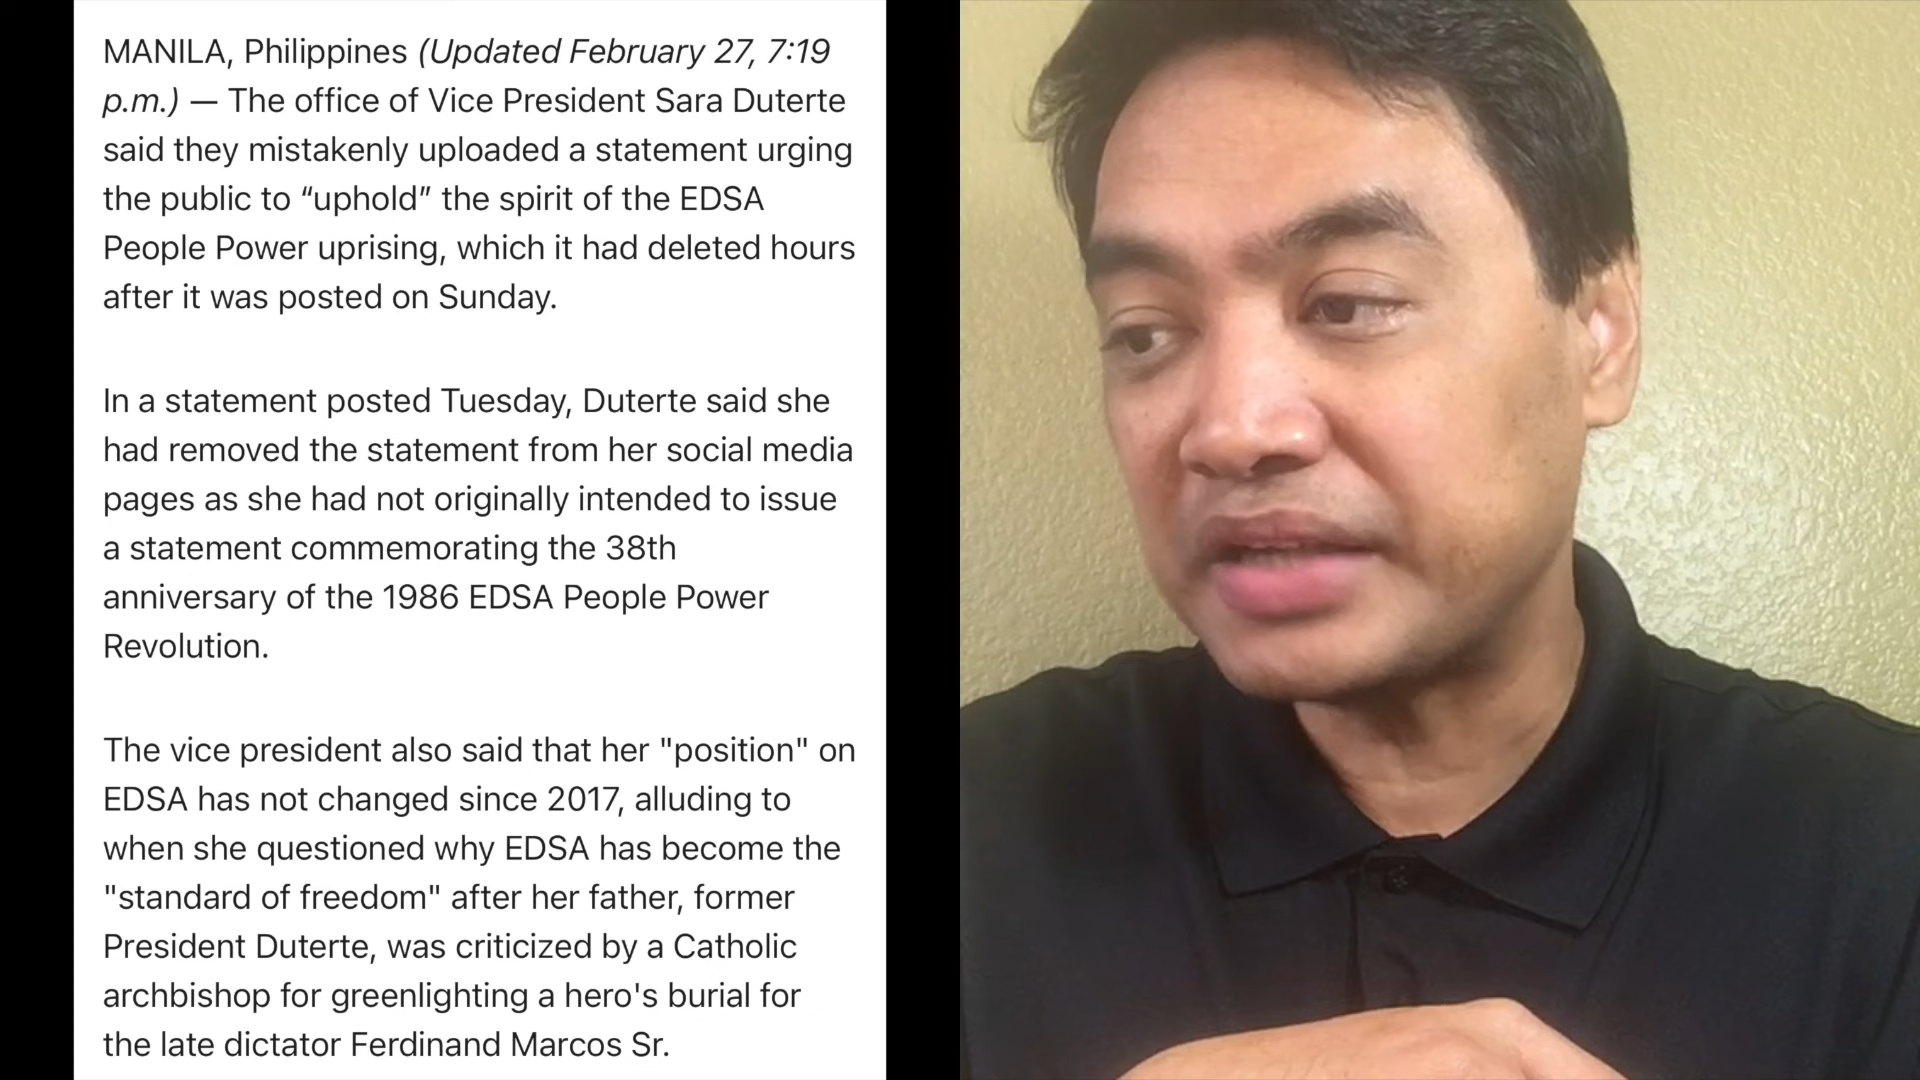 MANILA, Philippines (Updated February 27, 7:19
p.m.) — The office of Vice President Sara Duterte
said they mistakenly uploaded a statement urging
the public to “uphold” the spirit of the EDSA
People Power uprising, which it had deleted hours
after it was posted on Sunday.
In a statement posted Tuesday, Duterte said she
had removed the statement from her social media
pages as she had not originally intended to issue
a statement commemorating the 38th
anniversary of the 1986 EDSA People Power
Revolution.
The vice president also said that her "position" on
EDSA has not changed since 2017, alluding to
when she questioned why EDSA has become the
"standard of freedom" after her father, former
President Duterte, was criticized by a Catholic
archbishop for greenlighting a hero's burial for
the late dictator Ferdinand Marcos Sr.